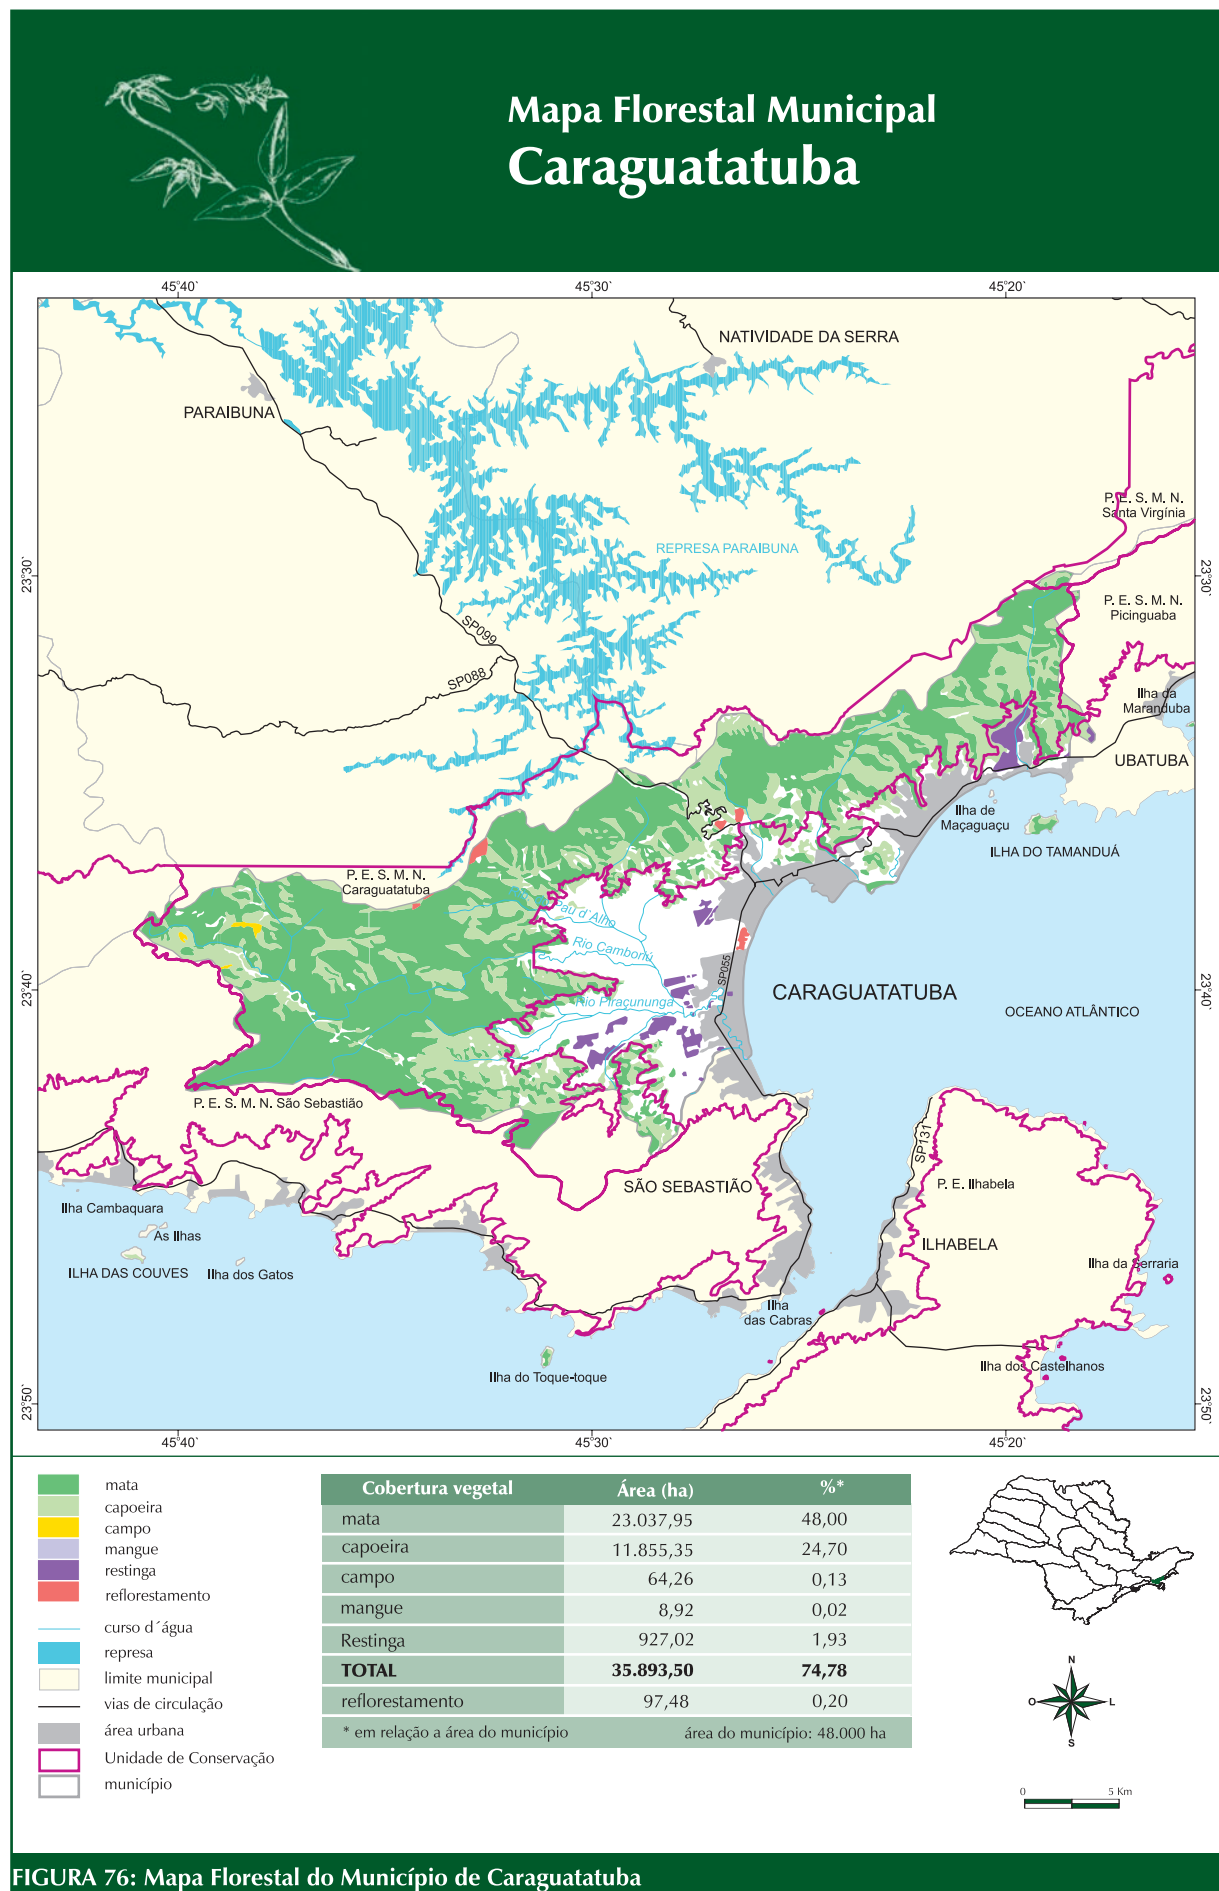 Mapa Florestal Municipal
Caraguatatuba
45°40`
45°30`
45°20`
NATIVIDADE DA SERRA
PARAIBUNA
P. E. S. M. N.
Santa Virgínia
REPRESA PARAIBUNA
23°30`
23°30`
P. E. S. M. N.
Picinguaba
SP099
SP088
Ilha da
Maranduba
UBATUBA
Ilha de
Maçaguaçu
ILHA DO TAMANDUÁ
P. E. S. M. N.
Caraguatatuba
Pau d'Alho
Rio Camboriú
SP055
23°40`
23°40`
CARAGUATATUBA
Rio Piraçununga
OCEANO ATLÂNTICO
P. E. S. M. N. São Sebastião
SP131
SÃO SEBASTIÃO
P. E. Ilhabela
Ilha Cambaquara
As Ilhas
ILHABELA
ILHA DAS COUVES
Ilha dos Gatos
Ilha da Serraria
Ilha
das Cabras
Ilha dos Castelhanos
Ilha do Toque-toque
23°50`
23°50`
45°40`
45°30`
45°20`
mata
capoeira
campo
mangue
restinga
reflorestamento
curso d´água
represa
limite municipal
vias de circulação
área urbana
Unidade de Conservação
município
Cobertura vegetal Área (ha) %*
mata 23.037,95 48,00
capoeira 11.855,35 24,70
campo 64,26 0,13
mangue 8,92 0,02
Restinga 927,02 1,93
TOTAL 35.893,50 74,78
reflorestamento 97,48 0,20
* em relação a área do município área do município: 48.000 ha
N
O L
S
0 5 Km
FIGURA 76: Mapa Florestal do Município de Caraguatatuba